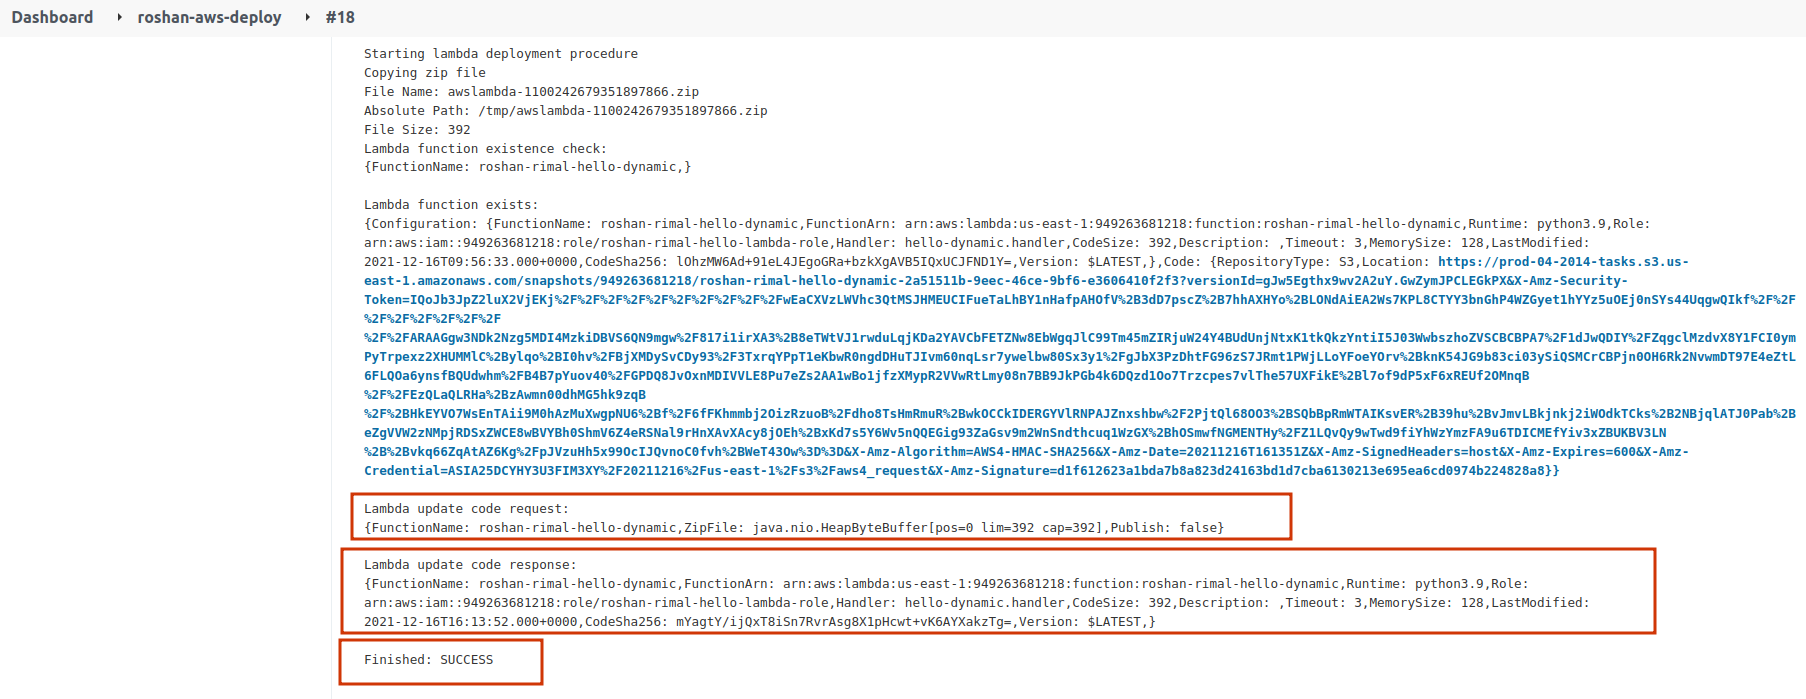 Dashboard ▸ roshan-aws-deploy ▸ #18
Starting lambda deployment procedure
Copying zip file
File Name: awslambda-1100242679351897866.zip
Absolute Path: /tmp/awslambda-1100242679351897866.zip
File Size: 392
Lambda function existence check:
{FunctionName: roshan-rimal-hello-dynamic,}
Lambda function exists:
{Configuration: {FunctionName: roshan-rimal-hello-dynamic,FunctionArn: arn:aws:lambda:us-east-1:949263681218:function:roshan-rimal-hello-dynamic,Runtime: python3.9,Role:
arn:aws:iam::949263681218:role/roshan-rimal-hello-lambda-role,Handler: hello-dynamic.handler,CodeSize: 392,Description: ,Timeout: 3,MemorySize: 128,LastModified:
2021-12-16T09:56:33.000+0000,CodeSha256: lOhzMW6Ad+91eL4JEgoGRa+bzkXgAVB5IQxUCJFND1Y=,Version: $LATEST,},Code: {RepositoryType: S3,Location: https://prod-04-2014-tasks.s3.us-
east-1.amazonaws.com/snapshots/949263681218/roshan-rimal-hello-dynamic-2a51511b-9eec-46ce-9bf6-e3606410f2f3?versionId=gJw5Egthx9wv2A2uY.GwZymJPCLEGkPX&X-Amz-Security-
Token=IQoJb3JpZ2luX2VjEKj%2F%2F%2F%2F%2F%2F%2F%2F%2F%2FwEaCXVzLWVhc3QtMSJHMEUCIFueTaLhBY1nHafpAHOfV%2B3dD7pscZ%2B7hhAXHYo%2BLONdAiEA2Ws7KPL8CTYY3bnGhP4WZGyet1hYYz5uOEj0nSYs44UqgwQIkf%2F%2F
%2F%2F%2F%2F%2F%2F
%2F%2FARAAGgw3NDk2Nzg5MDI4MzkiDBVS6QN9mgw%2F817i1irXA3%2B8eTWtVJ1rwduLqjKDa2YAVCbFETZNw8EbWgqJlC99Tm45mZIRjuW24Y4BUdUnjNtxK1tkQkzYntiI5J03WwbszhoZVSCBCBPA7%2F1dJwQDIY%2FZqgclMzdvX8Y1FCI0ym
PyTrpexz2XHUMMlC%2Bylqo%2BI0hv%2FBjXMDySvCDy93%2F3TxrqYPpT1eKbwR0ngdDHuTJIvm60nqLsr7ywelbw80Sx3y1%2FgJbX3PzDhtFG96zS7JRmt1PWjLLoYFoeYOrv%2BknK54JG9b83ci03ySiQSMCrCBPjn0OH6Rk2NvwmDT97E4eZtL
6FLQOa6ynsfBQUdwhm%2FB4B7pYuov40%2FGPDQ8JvOxnMDIVVLE8Pu7eZs2AA1wBo1jfzXMypR2VVwRtLmy08n7BB9JkPGb4k6DQzd1Oo7Trzcpes7vlThe57UXFikE%2Bl7of9dP5xF6xREUf2OMnqB
%2F%2FEzQLaQLRHa%2BzAwmn00dhMG5hk9zqB
%2F%2BHkEYVO7WsEnTAii9M0hAzMuXwgpNU6%2Bf%2F6fFKhmmbj2OizRzuoB%2Fdho8TsHmRmuR%2BwkOCCkIDERGYVlRNPAJZnxshbw%2F2PjtQl68OO3%2BSQbBpRmWTAIKsvER%2B39hu%2BvJmvLBkjnkj2iWOdkTCks%2B2NBjqlATJ0Pab%2B
eZgVVW2zNMpjRDSxZWCE8wBVYBh0ShmV6Z4eRSNal9rHnXAvXAcy8jOEh%2BxKd7s5Y6Wv5nQQEGig93ZaGsv9m2WnSndthcuq1WzGX%2BhOSmwfNGMENTHy%2FZ1LQvQy9wTwd9fiYhWzYmzFA9u6TDICMEfYiv3xZBUKBV3LN
%2B%2Bvkq66ZqAtAZ6Kg%2FpJVzuHh5x99OcIJQvnoC0fvh%2BWeT43Ow%3D%3D&X-Amz-Algorithm=AWS4-HMAC-SHA256&X-Amz-Date=20211216T161351Z&X-Amz-SignedHeaders=host&X-Amz-Expires=600&X-Amz-
Credential=ASIA25DCYHY3U3FIM3XY%2F20211216%2Fus-east-1%2Fs3%2Faws4_request&X-Amz-Signature=d1f612623a1bda7b8a823d24163bd1d7cba6130213e695ea6cd0974b224828a8}}
Lambda update code request:
{FunctionName: roshan-rimal-hello-dynamic,ZipFile: java.nio.HeapByteBuffer[pos=0 lim=392 cap=392],Publish: false}
Lambda update code response:
{FunctionName: roshan-rimal-hello-dynamic,FunctionArn: arn:aws:lambda:us-east-1:949263681218:function:roshan-rimal-hello-dynamic,Runtime: python3.9,Role:
arn:aws:iam::949263681218:role/roshan-rimal-hello-lambda-role,Handler: hello-dynamic.handler,CodeSize: 392,Description: ,Timeout: 3,MemorySize: 128,LastModified:
2021-12-16T16:13:52.000+0000,CodeSha256: mYagtY/ijQxT8iSn7RvrAsg8X1pHcwt+vK6AYXakzTg=,Version: $LATEST,}
Finished: SUCCESS